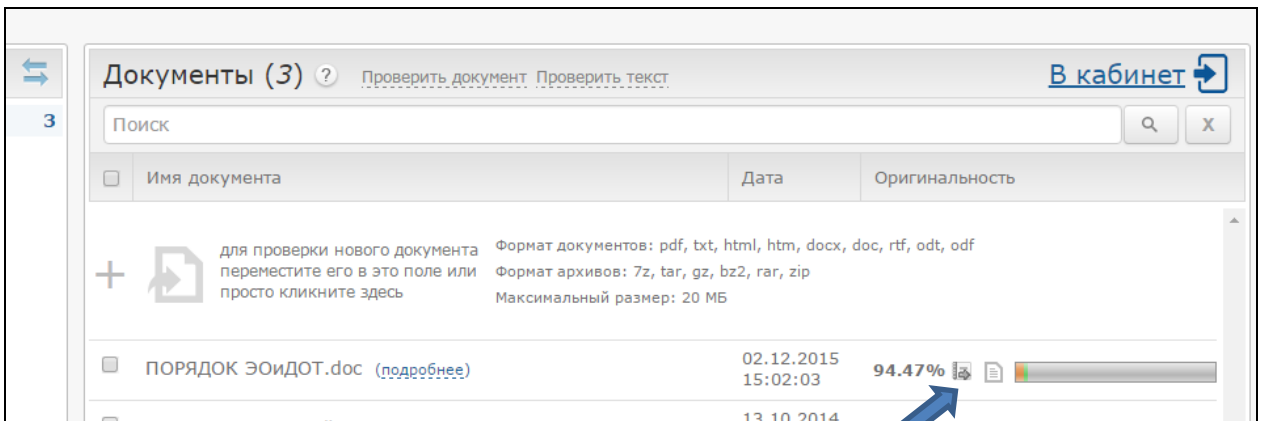 Документы (3) ? Проверить документ Проверить текст В кабинет
3
Поиск X
Имя документа Дата Оригинальность
для проверки нового документа
переместите его в это поле или
просто кликните здесь
Формат документов: pdf, txt, html, htm, docx, doc, rtf, odt, odf
Формат архивов: 7z, tar, gz, bz2, rar, zip
Максимальный размер: 20 МБ
ПОРЯДОК ЭОиДОТ.doc (подробнее) 02.12.2015 94.47%
15:02:03
13.10.2014